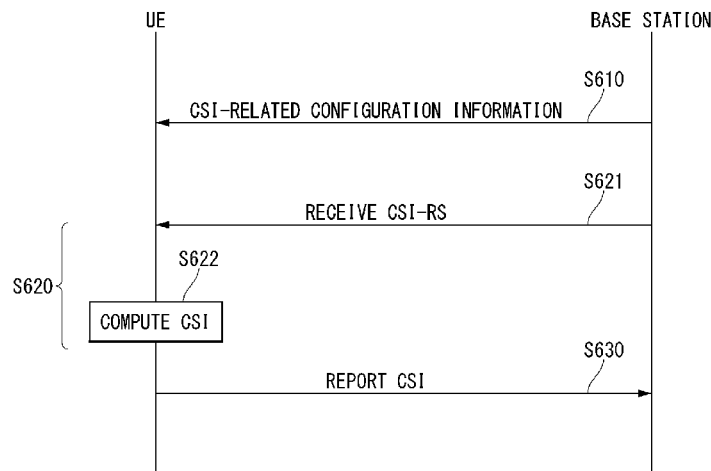 UE
BASE STATION
S610
CSI-RELATED CONFIGURATION INFORMATION
S621
RECEIVE CSI-RS
S622
S620
COMPUTE CSI
S630
REPORT CSI